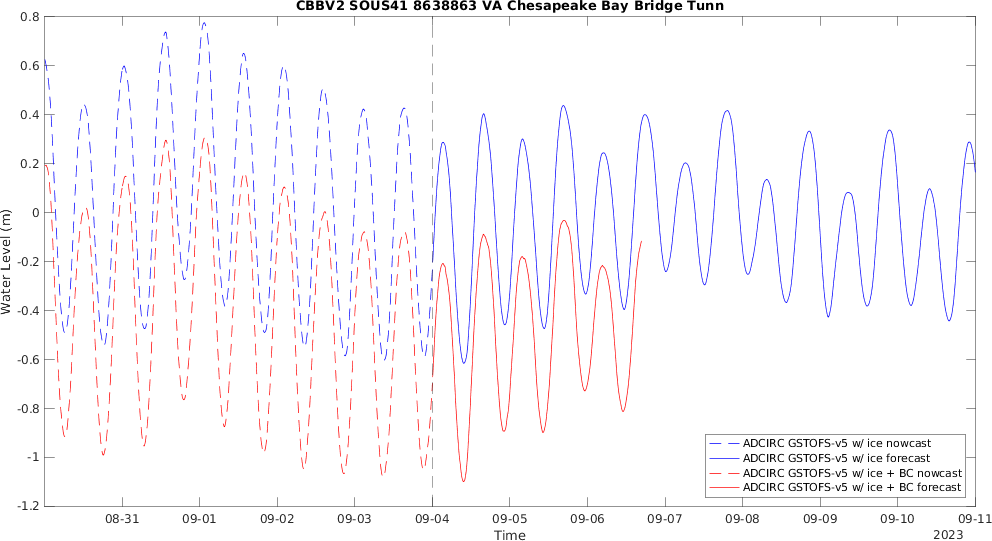 CBBV2 SOUS41 8638863 VA Chesapeake Bay Bridge Tunn
0.8
0.6
0.4
0.2
0
-0.2
-0.4
-0.6
-0.8
-1
-1.2
Water Level (m)
ADCIRC GSTOFS-v5 w/ ice nowcast
ADCIRC GSTOFS-v5 w/ ice forecast
ADCIRC GSTOFS-v5 w/ ice + BC nowcast
ADCIRC GSTOFS-v5 w/ ice + BC forecast
08-31 09-01 09-02 09-03 09-04 09-05 09-06 09-07 09-08 09-09 09-10 09-11
Time
2023